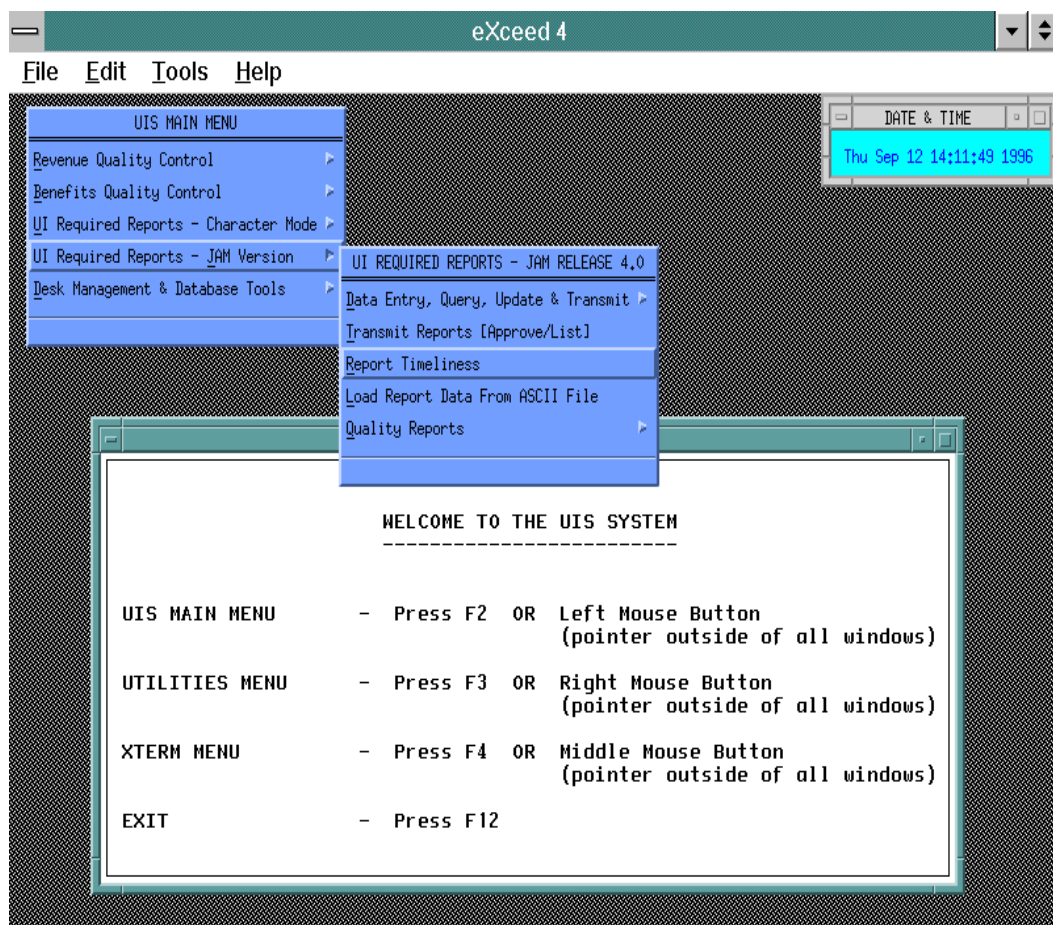 eXceed 4
File Edit Tools Help
UIS MAIN MENU
Revenue Quality Control
Benefits Quality Control
UI Required Reports - Character Mode
UI Required Reports - JAM Version
Desk Management & Database Tools
DATE & TIME
Thu Sep 12 14:11:49 1996
UI REQUIRED REPORTS - JAM RELEASE 4.0
Data Entry, Query, Update & Transmit
Transmit Reports [Approve/List]
Report Timeliness
Load Report Data From ASCII File
Quality Reports
WELCOME TO THE UIS SYSTEM
-------------------------
UIS MAIN MENU - Press F2 OR Left Mouse Button
(pointer outside of all windows)
UTILITIES MENU - Press F3 OR Right Mouse Button
(pointer outside of all windows)
XTERM MENU - Press F4 OR Middle Mouse Button
(pointer outside of all windows)
EXIT - Press F12